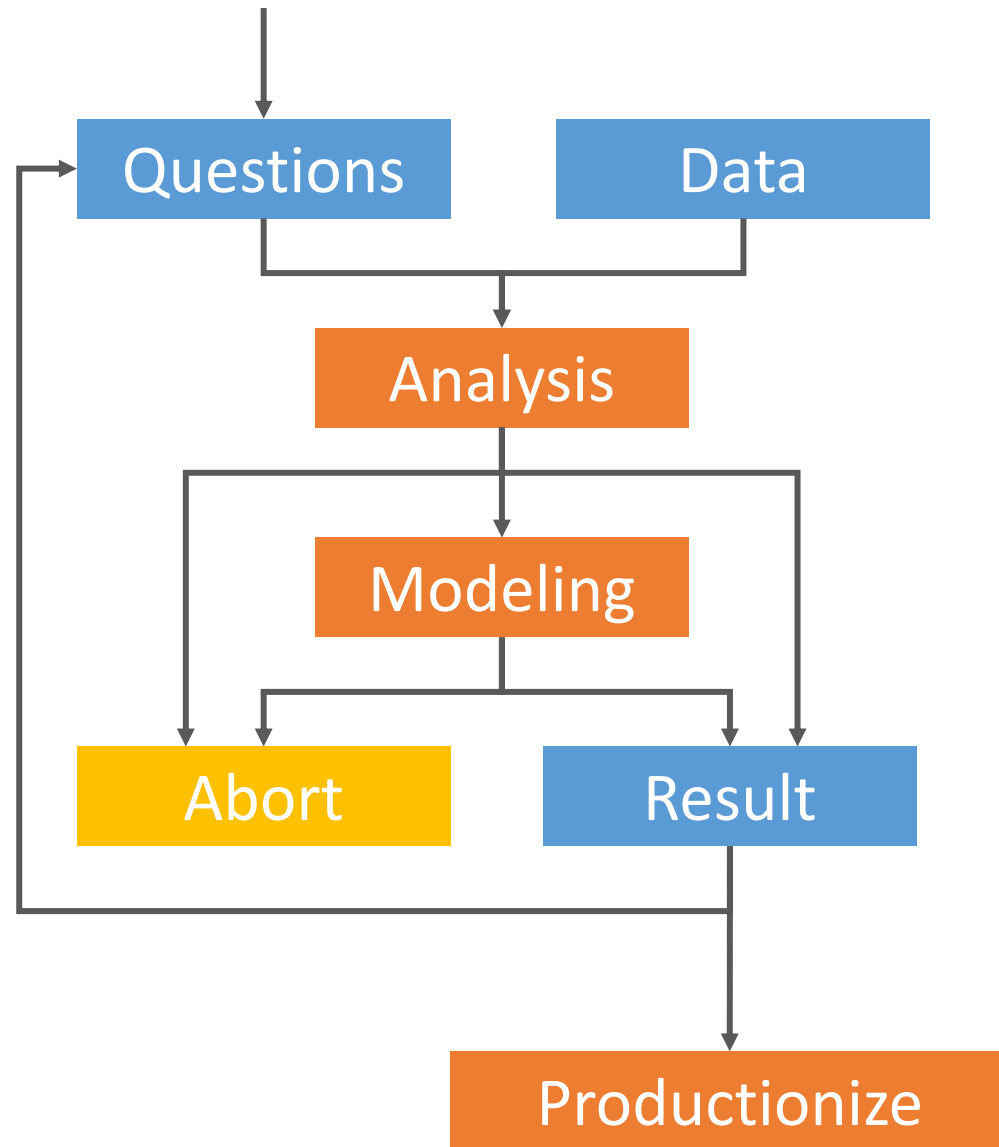 Questions
Data
Analysis
Modeling
Abort
Result
Productionize